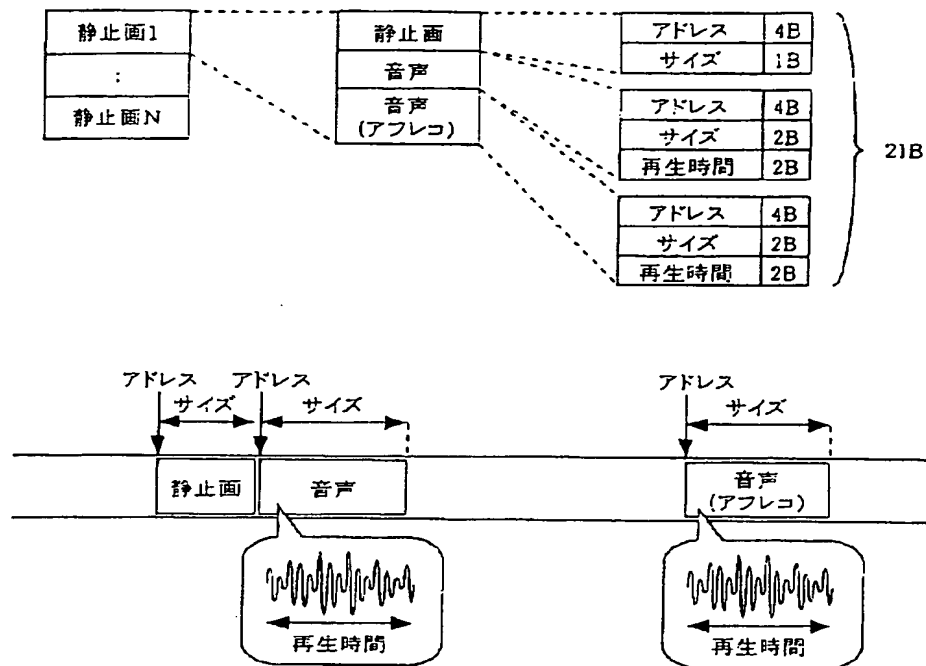 静止画1
:
静止画N
静止画
音声
音声
(アフレコ)
アドレス 4B
サイズ 1B
アドレス 4B
サイズ 2B
再生時間 2B
アドレス 4B
サイズ 2B
再生時間 2B
21B
アドレス アドレス アドレス
サイズ サイズ サイズ
静止画 音声 音声
(アフレコ)
再生時間 再生時間